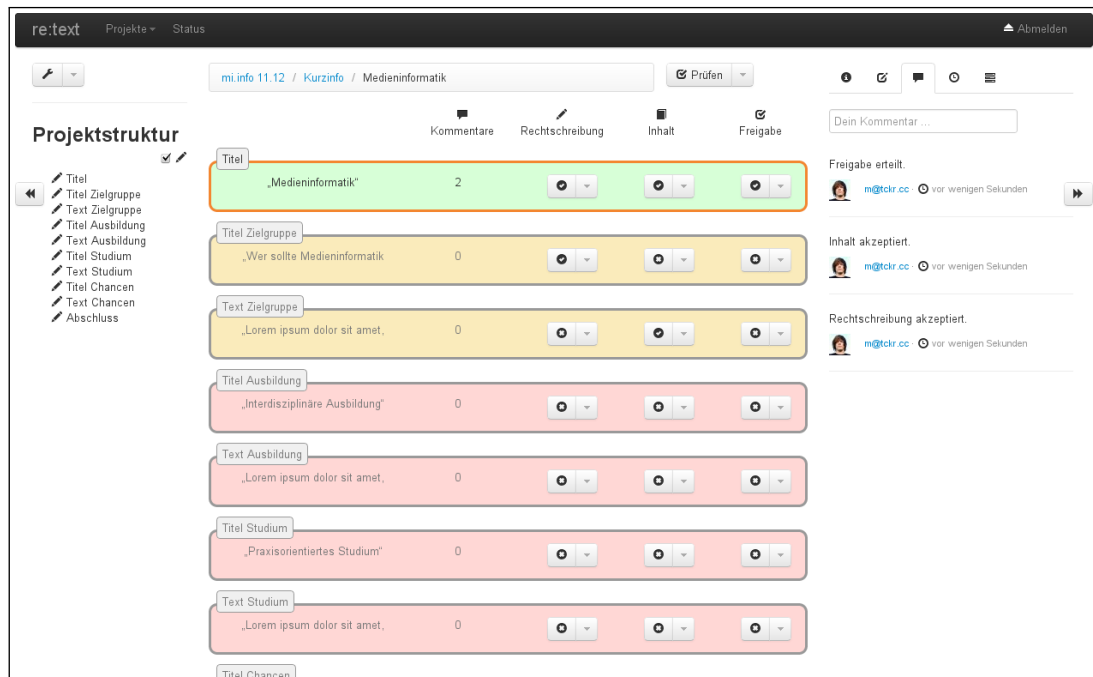 re:text Projekte Status Abmelden
mi.info 11.12 / Kurzinfo / Medieninformatik
Prüfen
Projektstruktur
Titel
Titel Zielgruppe
Text Zielgruppe
Titel Ausbildung
Text Ausbildung
Titel Studium
Text Studium
Titel Chancen
Text Chancen
Abschluss
Kommentare Rechtschreibung Inhalt Freigabe
Titel
„Medieninformatik“ 2
Titel Zielgruppe
„Wer sollte Medieninformatik 0
Text Zielgruppe
„Lorem ipsum dolor sit amet, 0
Titel Ausbildung
„Interdisziplinäre Ausbildung“ 0
Text Ausbildung
„Lorem ipsum dolor sit amet, 0
Titel Studium
„Praxisorientiertes Studium“ 0
Text Studium
„Lorem ipsum dolor sit amet, 0
Titel Chancen
Dein Kommentar ...
Freigabe erteilt.
m@tckr.cc · vor wenigen Sekunden
Inhalt akzeptiert.
m@tckr.cc · vor wenigen Sekunden
Rechtschreibung akzeptiert.
m@tckr.cc · vor wenigen Sekunden